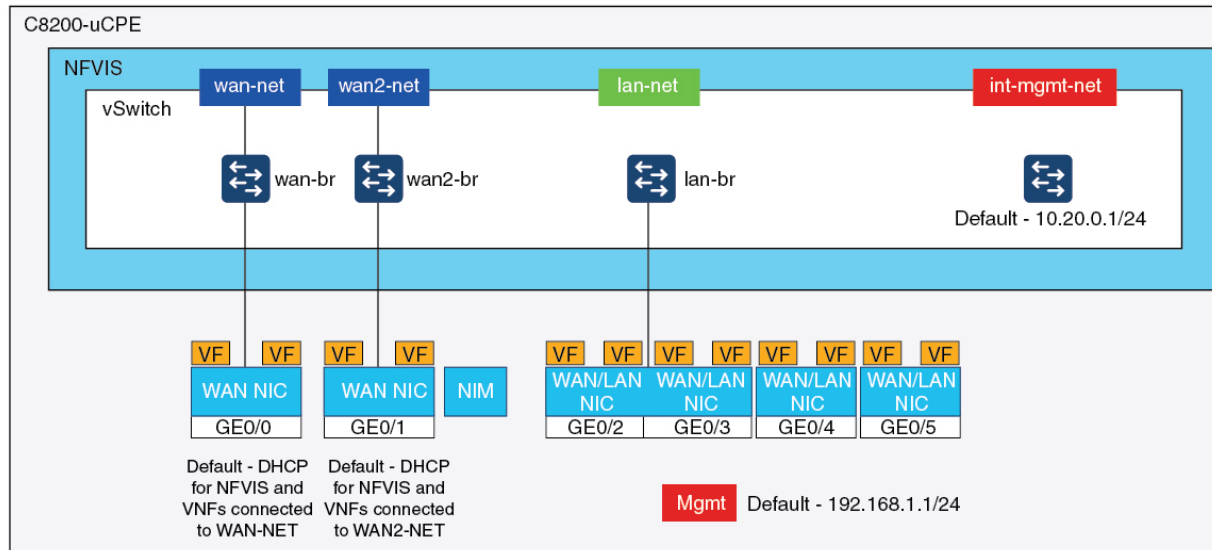 C8200-uCPE
NFVIS
wan-net
wan2-net
lan-net
int-mgmt-net
vSwitch
wan-br
wan2-br
lan-br
Default - 10.20.0.1/24
VF VF VF VF VF VF VF VF VF VF VF VF
WAN NIC
WAN NIC
NIM
WAN/LAN
NIC
WAN/LAN
NIC
WAN/LAN
NIC
WAN/LAN
NIC
GE0/0
GE0/1
GE0/2
GE0/3
GE0/4
GE0/5
Default - DHCP
for NFVIS and
VNFs connected
to WAN-NET
Default - DHCP
for NFVIS and
VNFs connected
to WAN2-NET
Mgmt
Default - 192.168.1.1/24